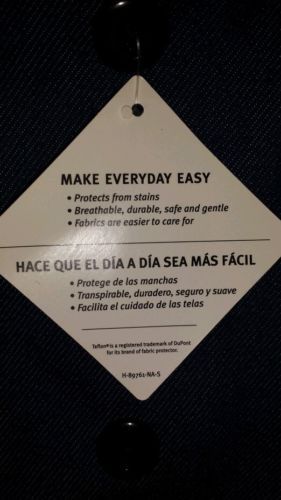 MAKE EVERYDAY EASY
• Protects from stains
• Breathable, durable, safe and gentle
• Fabrics are easier to care for
HACE QUE EL DÍA A DÍA SEA MÁS FÁCIL
• Protege de las manchas
• Transpirable, duradero, seguro y suave
• Facilita el cuidado de las telas
Teflon® is a registered trademark of DuPont
for its brand of fabric protector.
H-89761-NA-S